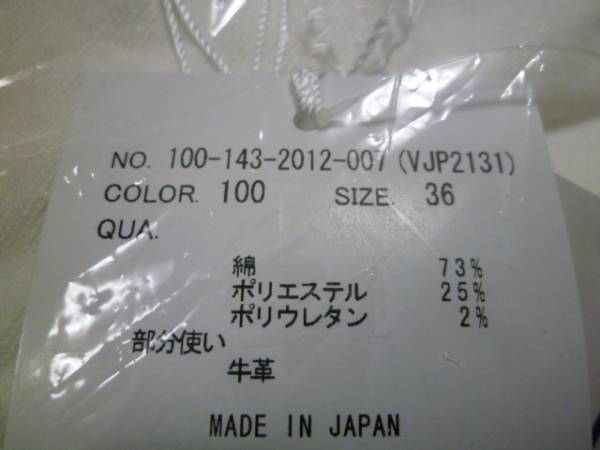 NO. 100-143-2012-007 (VJP2131)
COLOR. 100 SIZE. 36
QUA.
綿 73%
ポリエステル 25%
ポリウレタン 2%
部分使い
牛革
MADE IN JAPAN